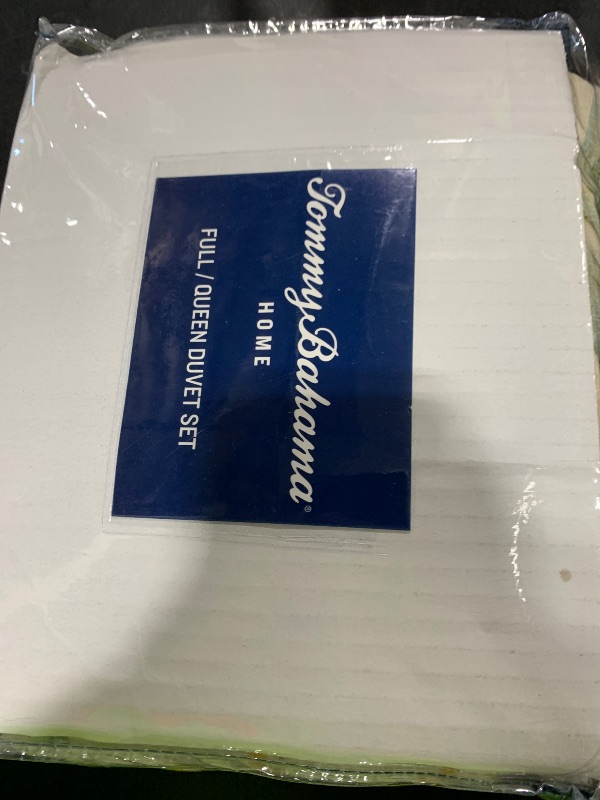 Tommy Bahama®
HOME
FULL / QUEEN DUVET SET